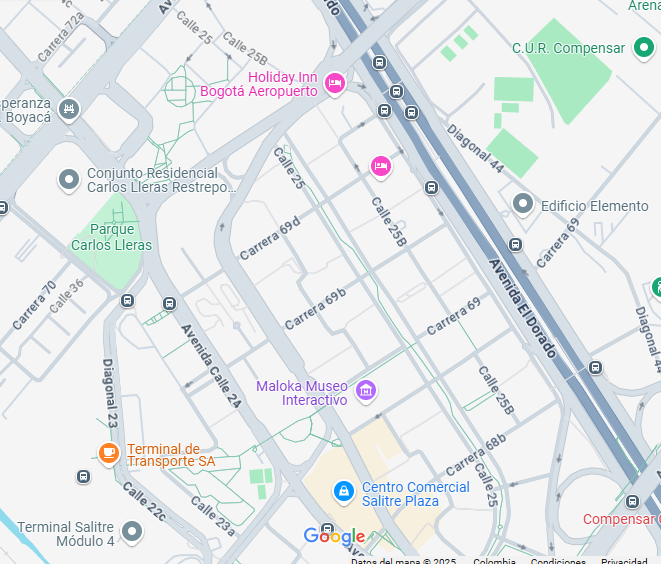 Carrera 72a
Calle 25
Calle 25B
Arena
C.U.R. Compensar
Holiday Inn
Bogotá Aeropuerto
speranza
Boyacá
Diagonal 44
Conjunto Residencial
Carlos Lleras Restrepo...
Calle 25
Parque
Carlos Lleras
Carrera 69d
Calle 25B
Edificio Elemento
Carrera 69
Carrera 70
Calle 36
Carrera 69b
Carrera 69
Avenida El Dorado
Diagonal 44
Avenida Calle 24
Diagonal 23
Maloka Museo
Interactivo
Calle 25B
Terminal de
Transporte SA
Carrera 68b
Calle 25
Centro Comercial
Salitre Plaza
Calle 22c
Calle 23a
Terminal Salitre
Módulo 4
Google
Compensar
Datos del mapa © 2025
Colombia
Condiciones
Privacidad